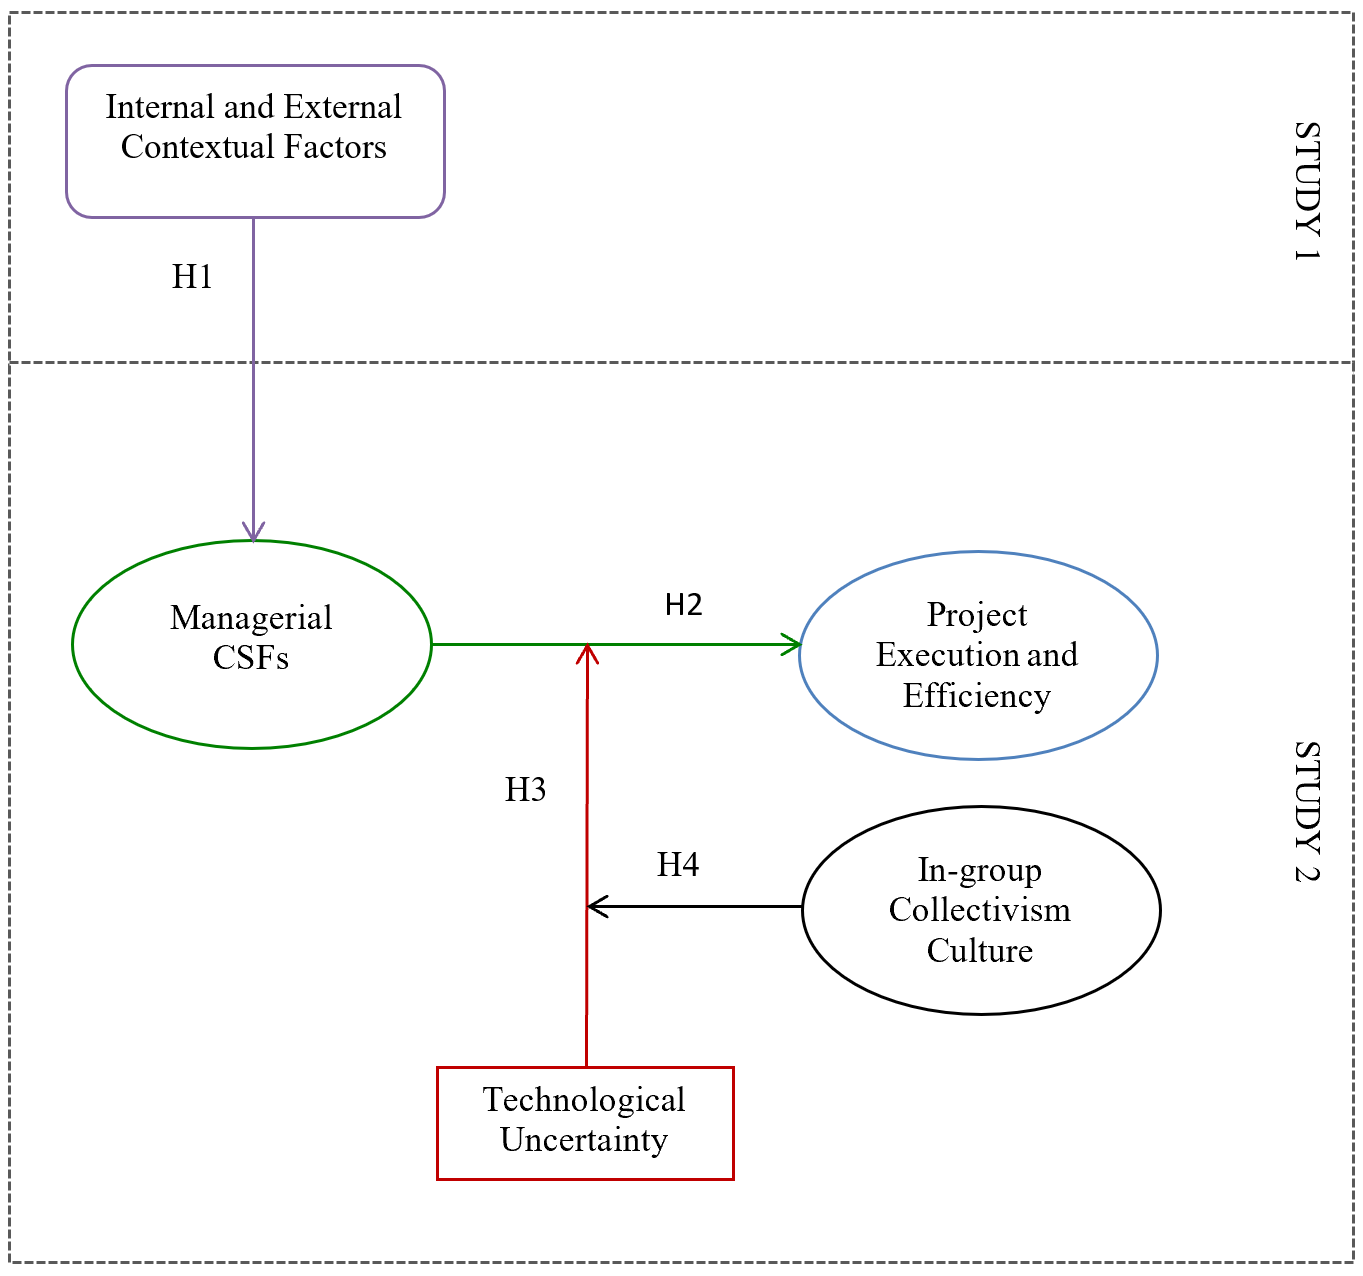 Internal and External
Contextual Factors
STUDY 1
H1
Managerial
CSFs
H2
Project
Execution and
Efficiency
H3
H4
In-group
Collectivism
Culture
STUDY 2
Technological
Uncertainty